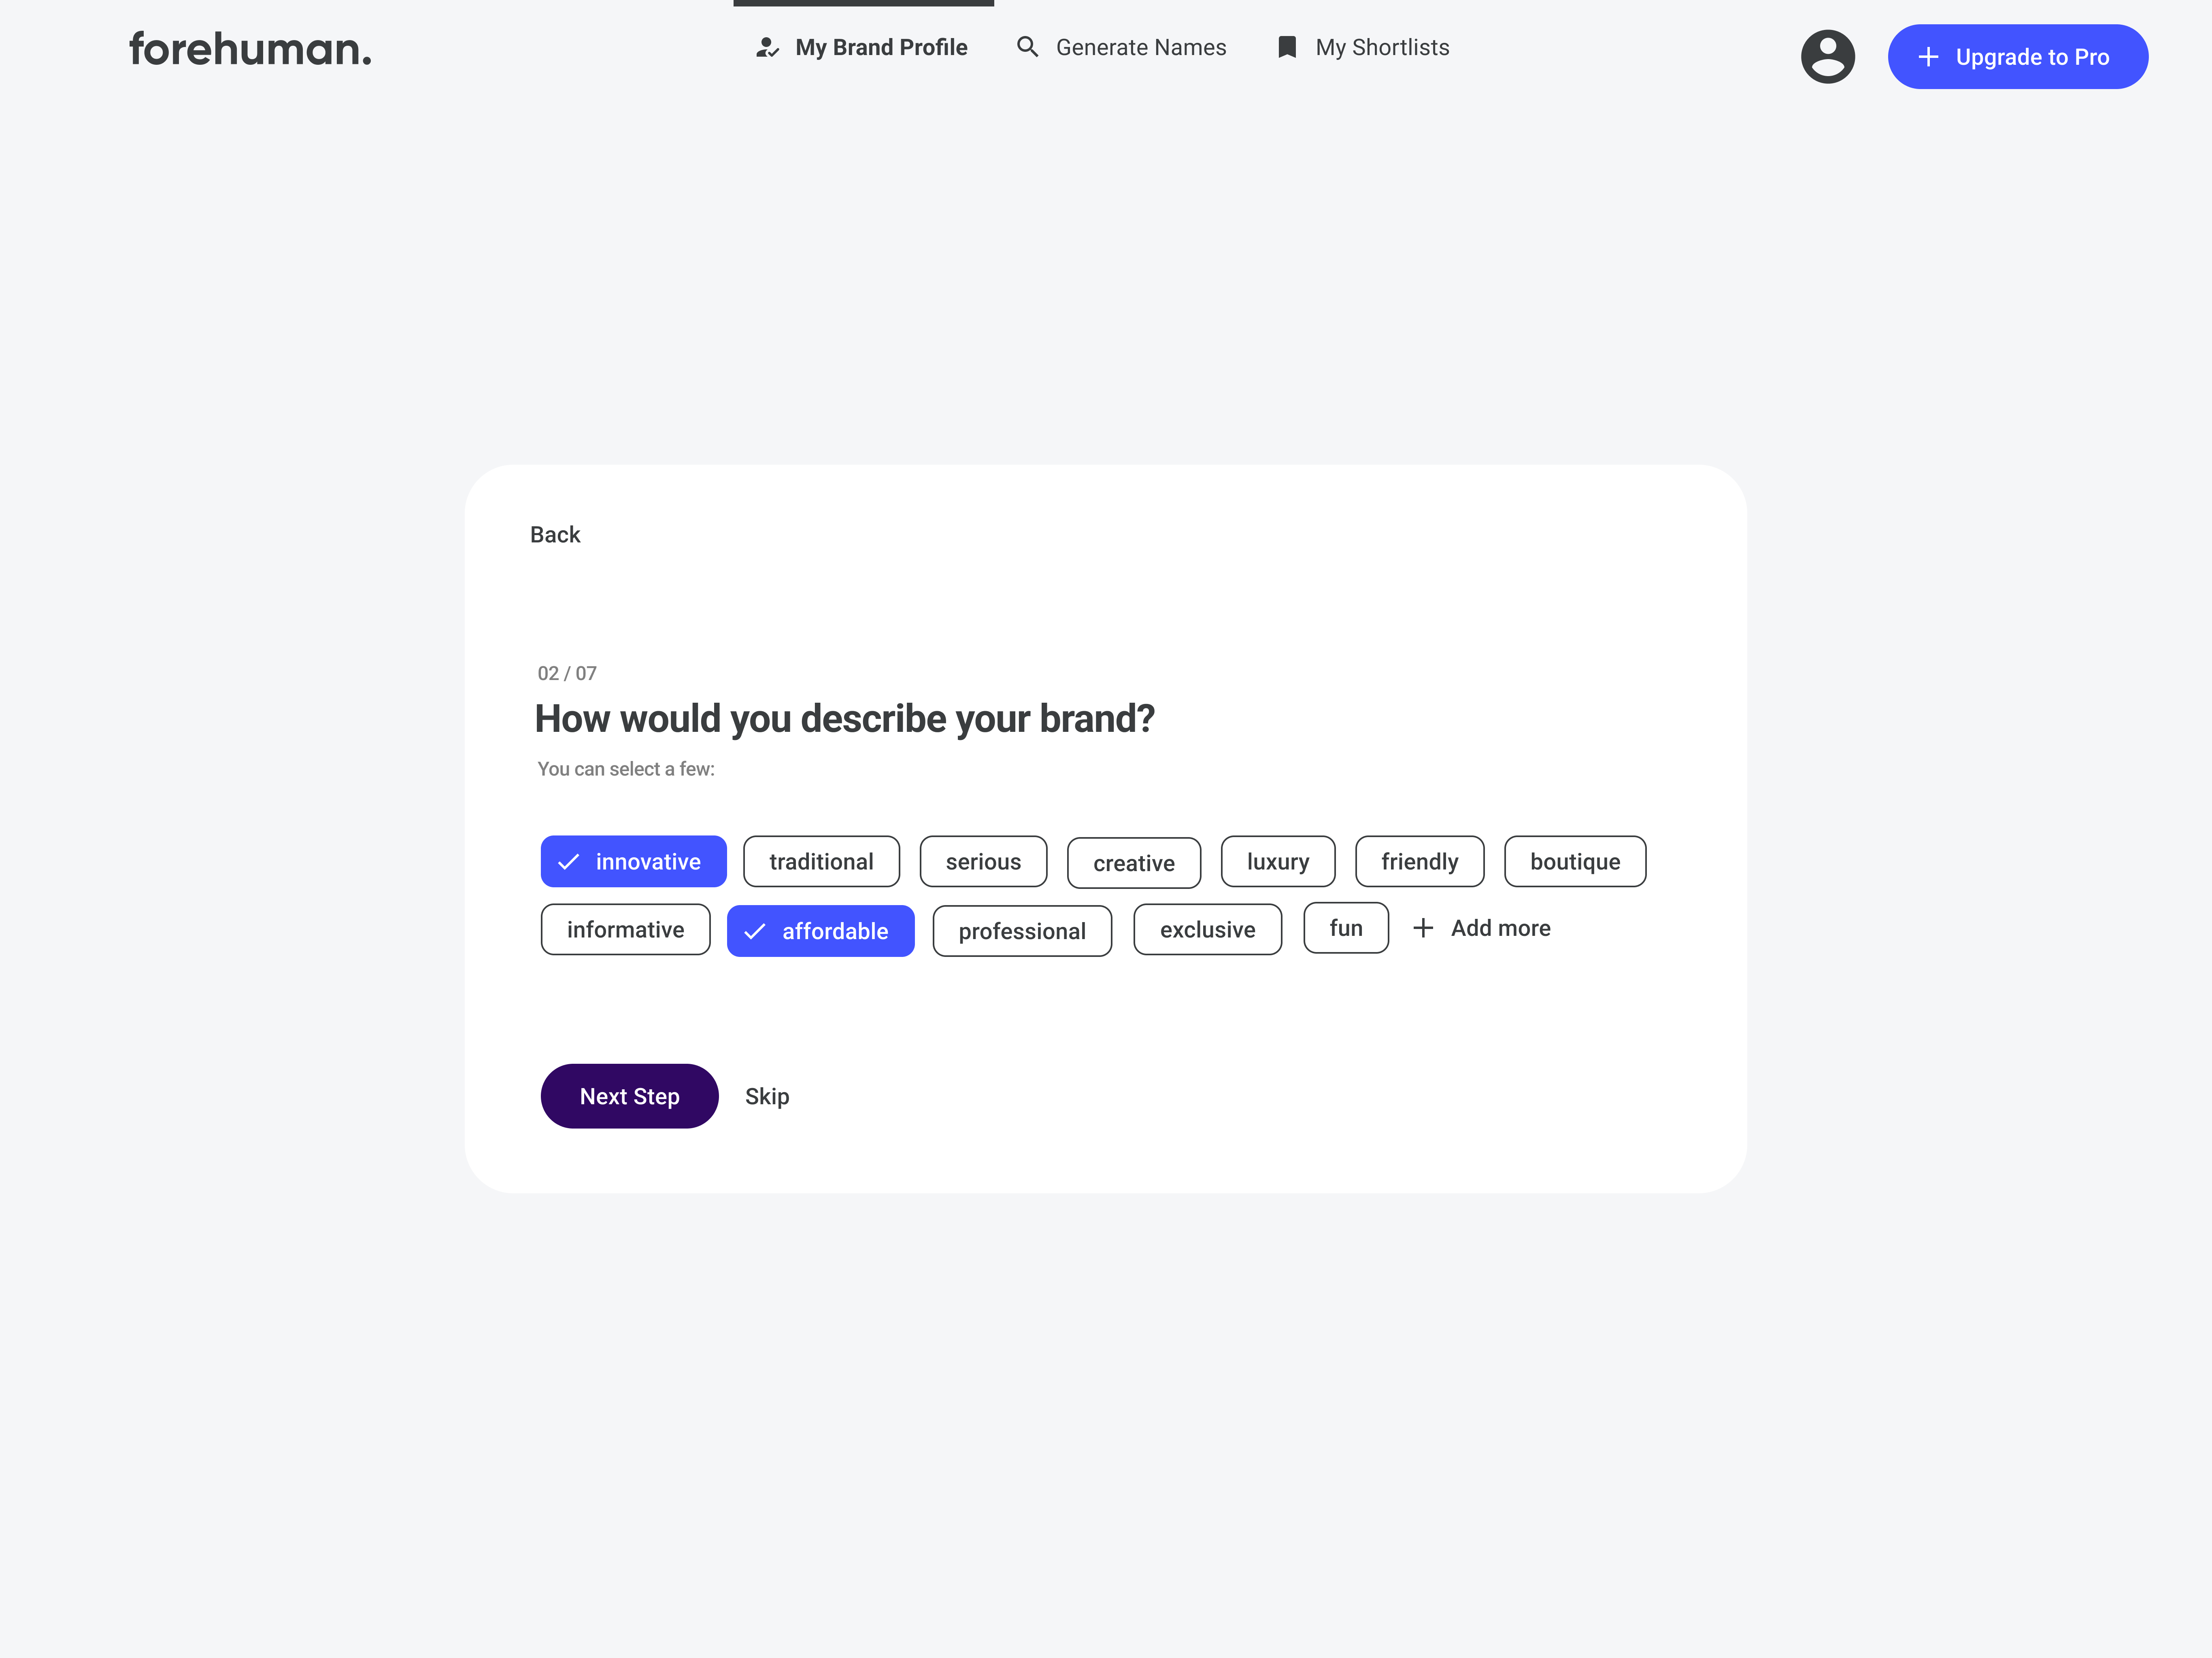 forehuman.
My Brand Profile
Generate Names
My Shortlists
Upgrade to Pro
Back
02 / 07
How would you describe your brand?
You can select a few:
innovative traditional serious creative luxury friendly boutique
informative affordable professional exclusive fun Add more
Next Step Skip